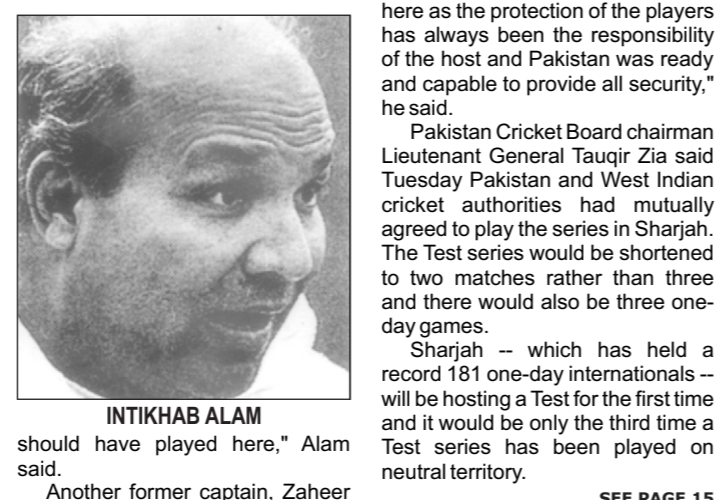 INTIKHAB ALAM
should have played here," Alam
said.
Another former captain, Zaheer
here as the protection of the players
has always been the responsibility
of the host and Pakistan was ready
and capable to provide all security,"
he said.
Pakistan Cricket Board chairman
Lieutenant General Tauqir Zia said
Tuesday Pakistan and West Indian
cricket authorities had mutually
agreed to play the series in Sharjah.
The Test series would be shortened
to two matches rather than three
and there would also be three one-
day games.
Sharjah -- which has held a
record 181 one-day internationals --
will be hosting a Test for the first time
and it would be only the third time a
Test series has been played on
neutral territory.
SEE PAGE 15